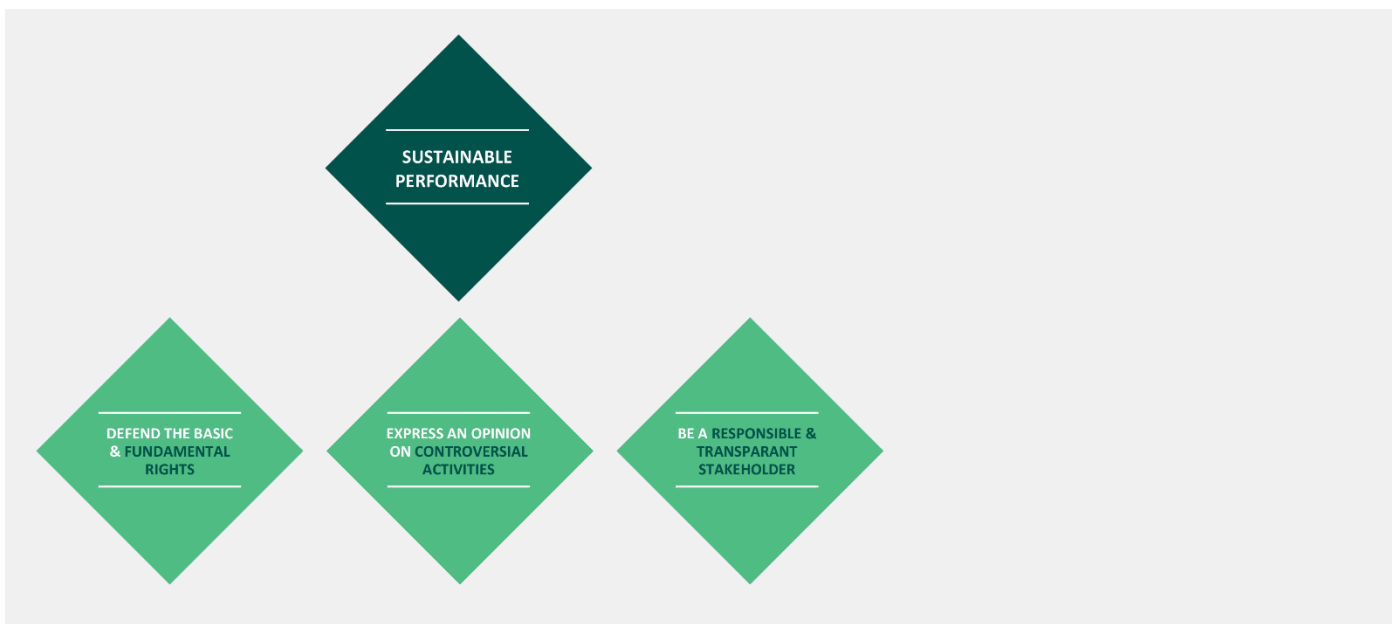 SUSTAINABLE
PERFORMANCE
DEFEND THE BASIC
& FUNDAMENTAL
RIGHTS
EXPRESS AN OPINION
ON CONTROVERSIAL
ACTIVITIES
BE A RESPONSIBLE &
TRANSPARANT
STAKEHOLDER